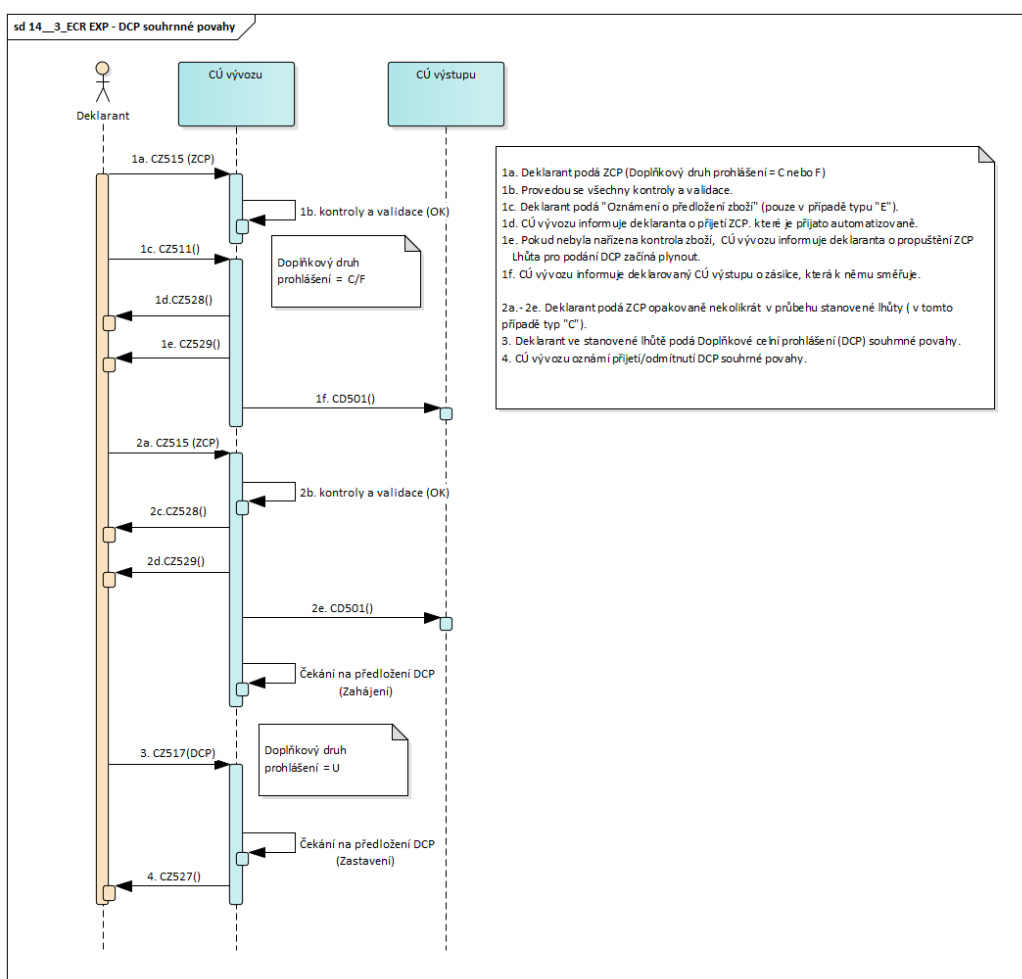 sd 14__3_ECR EXP - DCP souhrnné povahy
Deklarant
CÚ vývozu
CÚ výstupu
1a. CZ515 (ZCP)
1b. kontroly a validace (OK)
1c. CZ511()
Doplňkový druh
prohlášení = C/F
1d.CZ528()
1e. CZ529()
1f. CD501()
2a. CZ515 (ZCP)
2b. kontroly a validace (OK)
2c.CZ528()
2d.CZ529()
2e. CD501()
Čekání na předložení DCP
(Zahájení)
3. CZ517(DCP)
Doplňkový druh
prohlášení = U
Čekání na předložení DCP
(Zastavení)
4. CZ527()
1a. Deklarant podá ZCP (Doplňkový druh prohlášení = C nebo F)
1b. Provedou se všechny kontroly a validace.
1c. Deklarant podá "Oznámení o předložení zboží" (pouze v případě typu "E").
1d. CÚ vývozu informuje deklaranta o přijetí ZCP. které je přijato automatizovaně.
1e. Pokud nebyla nařízena kontrola zboží, CÚ vývozu informuje deklaranta o propuštění ZCP
Lhůta pro podání DCP začíná plynout.
1f. CÚ vývozu informuje deklarovaný CÚ výstupu o zásilce, která k němu směřuje.
2a.- 2e. Deklarant podá ZCP opakovaně nekolikrát v průbehu stanovené lhůty ( v tomto
případě typ "C").
3. Deklarant ve stanovené lhůtě podá Doplňkové celní prohlášení (DCP) souhrné povahy.
4. CÚ vývozu oznámí přijetí/odmítnutí DCP souhrné povahy.